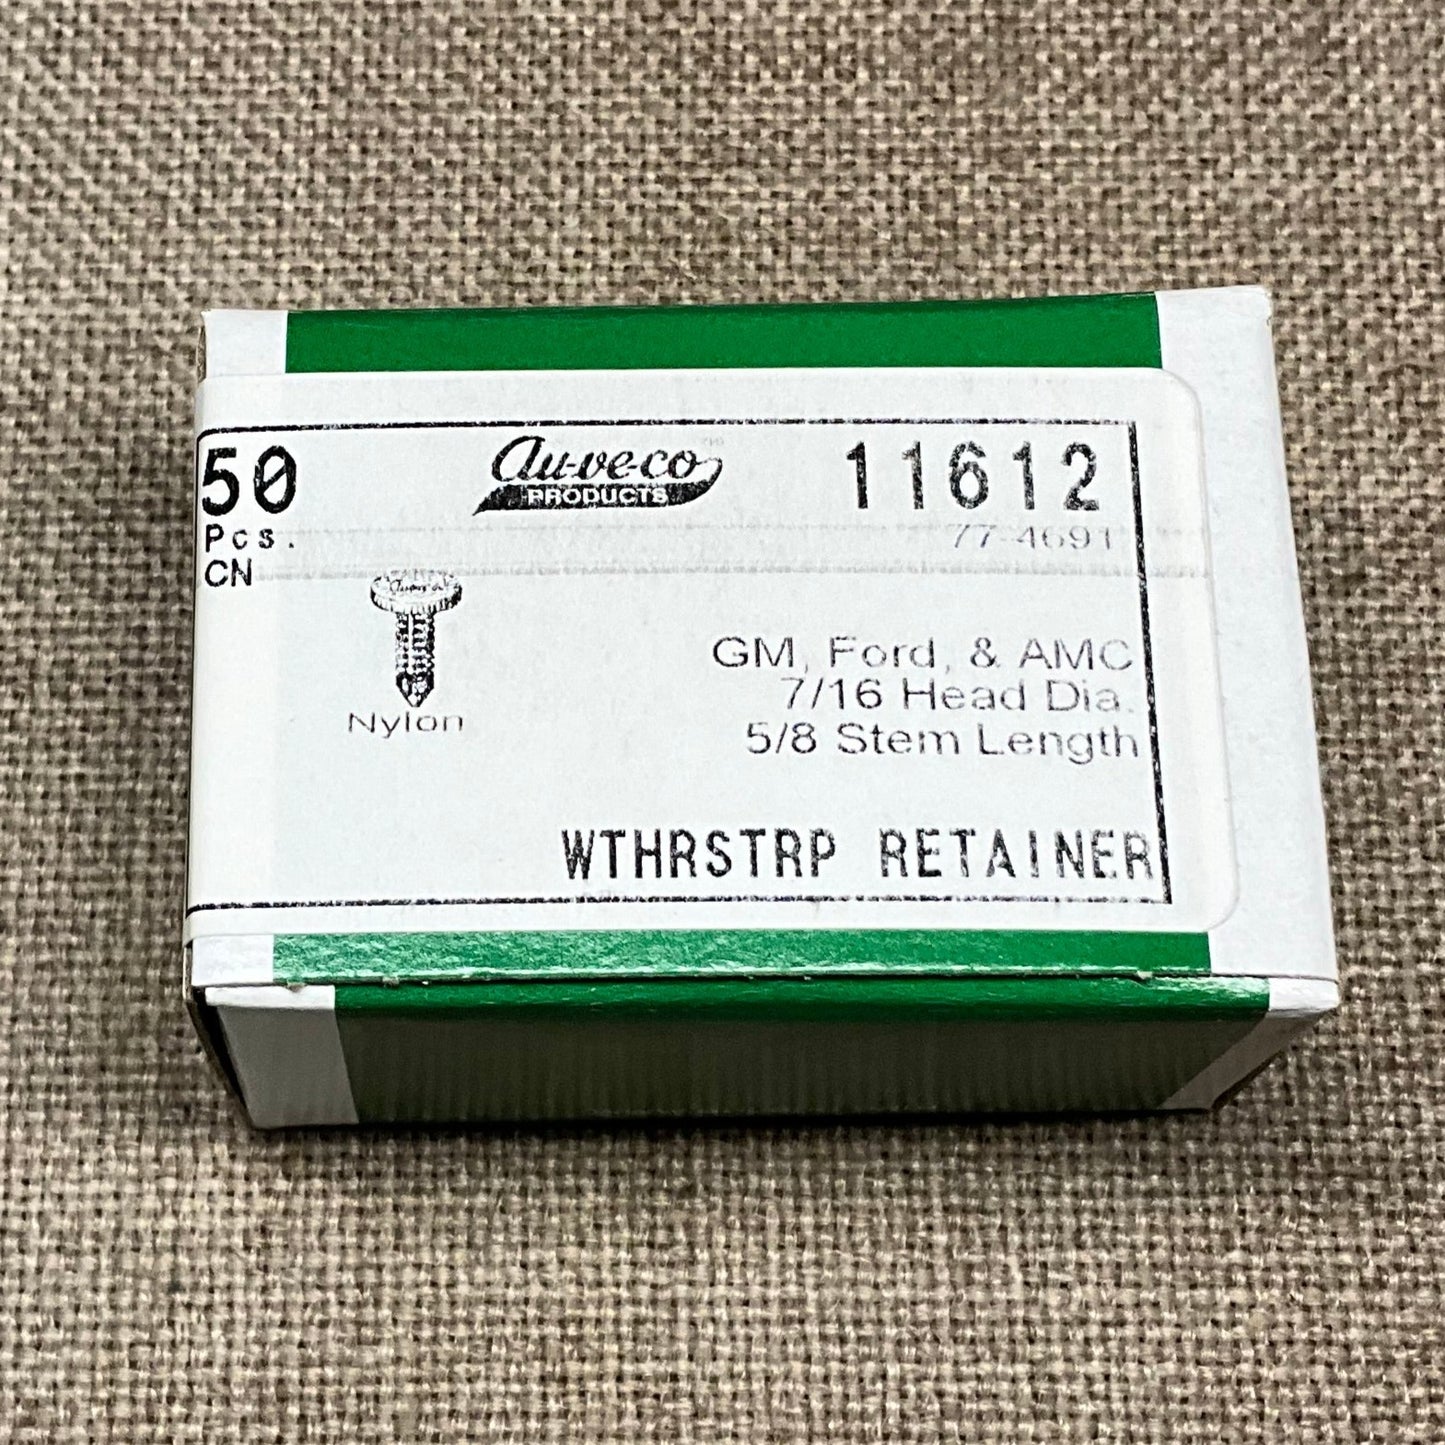 50
Pcs.
CN
Au-ve-co TM
PRODUCTS
11612
77-4691
Nylon
GM, Ford, & AMC
7/16 Head Dia.
5/8 Stem Length
WTHRSTRP RETAINER